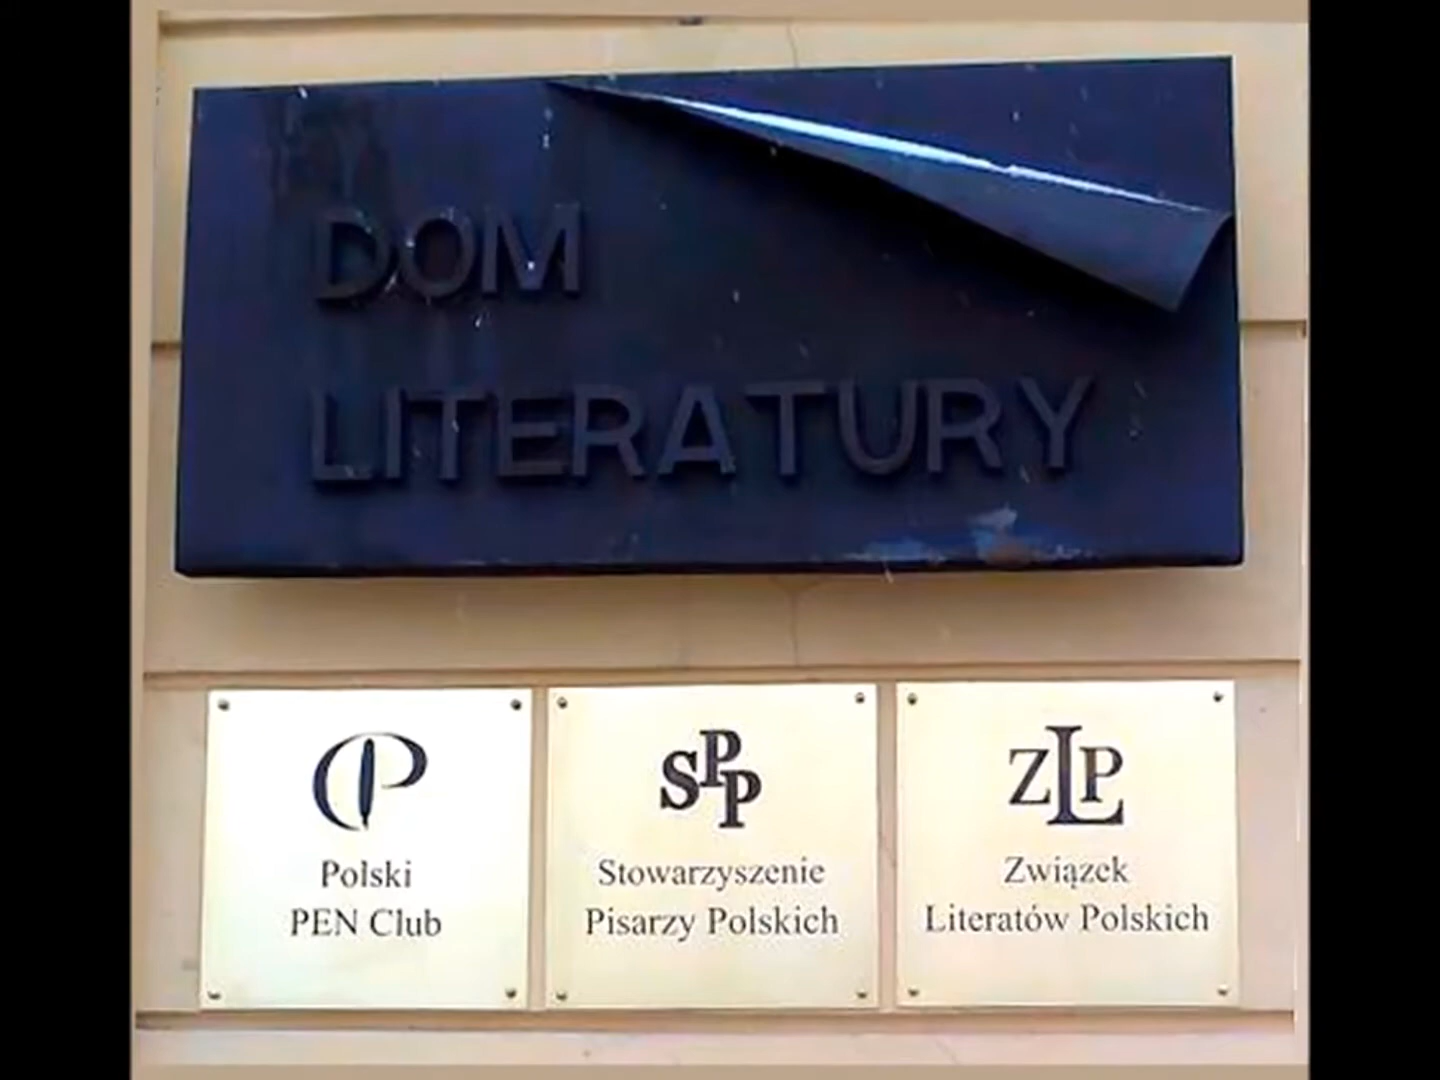 DOM
LITERATURY
Polski
PEN Club
SPP
Stowarzyszenie
Pisarzy Polskich
ZLP
Związek
Literatów Polskich